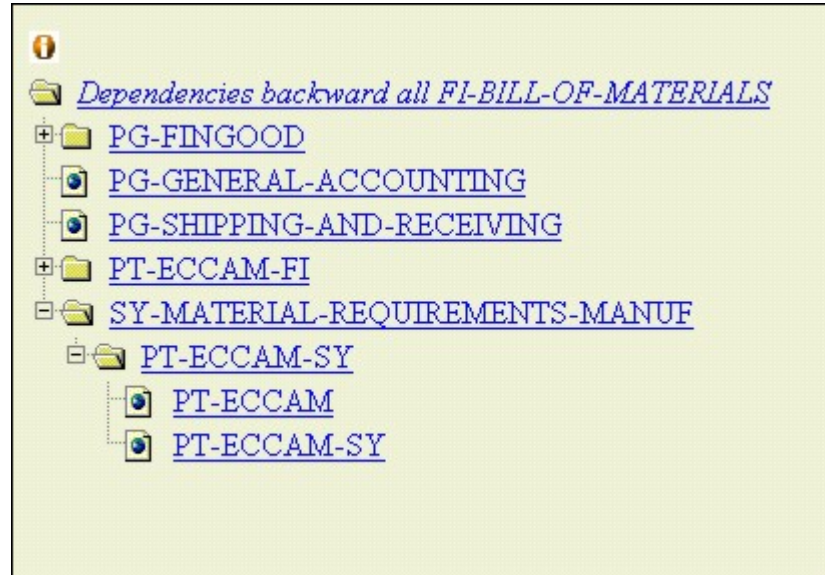 Dependencies backward all FI-BILL-OF-MATERIALS
PG-FINGOOD
PG-GENERAL-ACCOUNTING
PG-SHIPPING-AND-RECEIVING
PT-ECCAM-FI
SY-MATERIAL-REQUIREMENTS-MANUF
PT-ECCAM-SY
PT-ECCAM
PT-ECCAM-SY